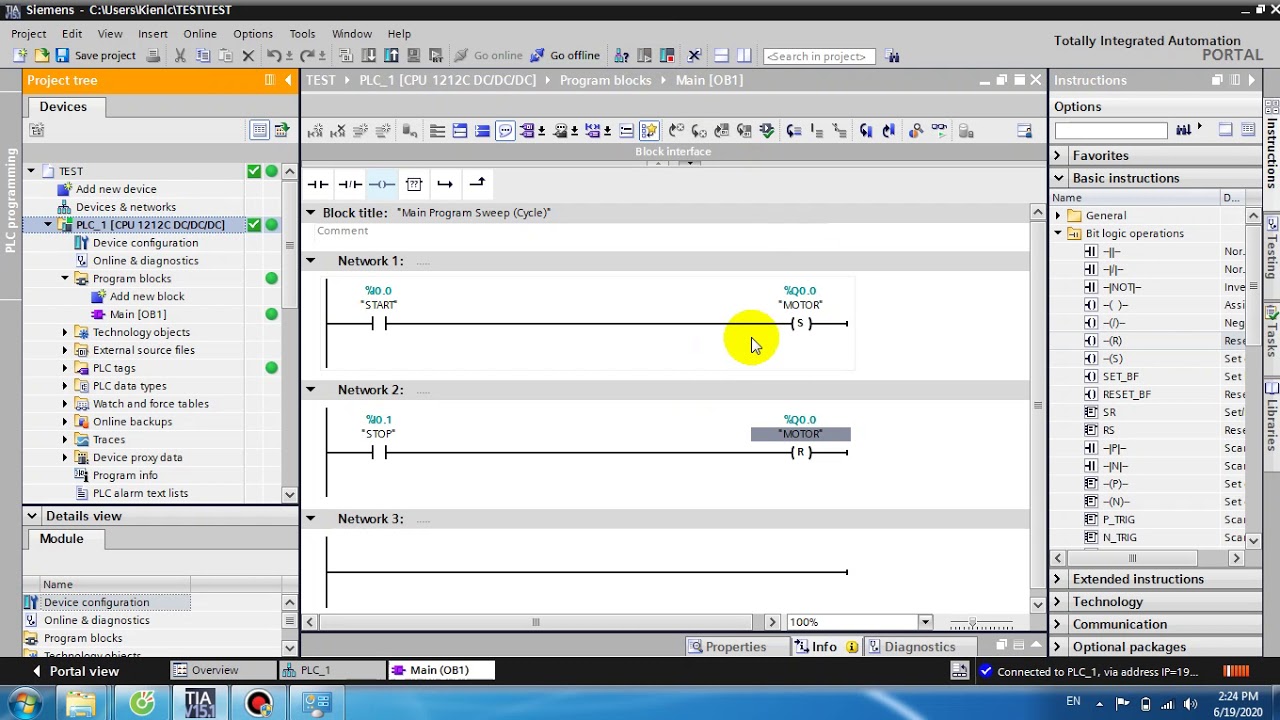 Siemens - C:\Users\Kienlc\TEST\TEST
Project Edit View Insert Online Options Tools Window Help
Totally Integrated Automation
PORTAL
Save project
Go online
Go offline
<Search in project>
Project tree
TEST PLC_1 [CPU 1212C DC/DC/DC] Program blocks Main [OB1]
Instructions
Devices
Options
PLC programming
Block interface
TEST
Add new device
Devices & networks
PLC_1 [CPU 1212C DC/DC/DC]
Device configuration
Online & diagnostics
Program blocks
Add new block
Main [OB1]
Technology objects
External source files
PLC tags
PLC data types
Watch and force tables
Online backups
Traces
Device proxy data
Program info
PLC alarm text lists
Details view
Module
Name
Device configuration
Online & diagnostics
Program blocks
Technology objects
Block title: "Main Program Sweep (Cycle)"
Comment
Network 1: .....
%I0.0
"START"
%Q0.0
"MOTOR"
S
Network 2: .....
%I0.1
"STOP"
%Q0.0
"MOTOR"
R
Network 3: .....
100%
Properties
Info
Diagnostics
Favorites
Basic instructions
Name D...
General
Bit logic operations
-||- Nor.
-|/|- Nor.
-|NOT|- Inve
-( )- Assi
-(/)- Neg
-(R) Rese
-(S) Set
SET_BF Set
RESET_BF Rese
SR Set/
RS Rese
-|P|- Scar
-|N|- Scar
-(P)- Set
-(N)- Set
P_TRIG Scar
N_TRIG Scar
Extended instructions
Technology
Communication
Optional packages
Instructions
Testing
Tasks
Libraries
Portal view
Overview
PLC_1
Main (OB1)
Connected to PLC_1, via address IP=19...
TIA
V15.1
EN
2:24 PM
6/19/2020